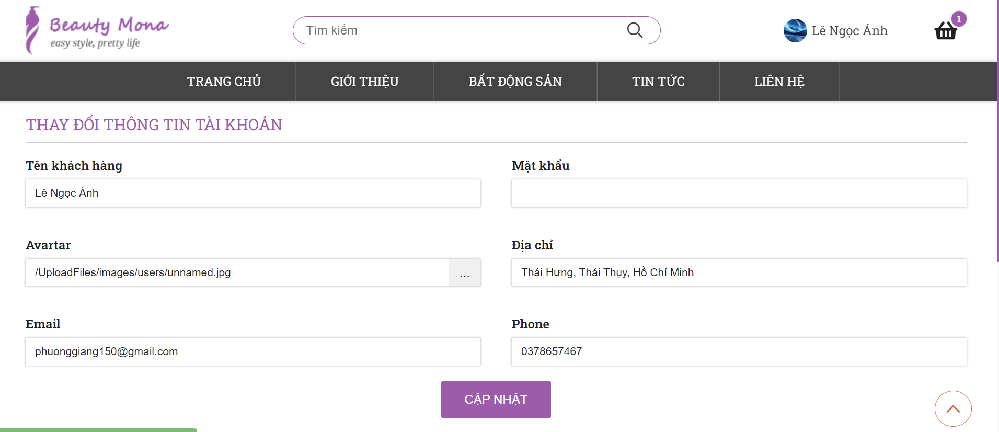 Beauty Mona
easy style, pretty life
Tìm kiếm
Lê Ngọc Ánh
1
TRANG CHỦ
GIỚI THIỆU
BẤT ĐỘNG SẢN
TIN TỨC
LIÊN HỆ
THAY ĐỔI THÔNG TIN TÀI KHOẢN
Tên khách hàng
Mật khẩu
Lê Ngọc Ánh
Avartar
Địa chỉ
/UploadFiles/images/users/unnamed.jpg
...
Thái Hưng, Thái Thụy, Hồ Chí Minh
Email
Phone
phuonggiang150@gmail.com
0378657467
CẬP NHẬT